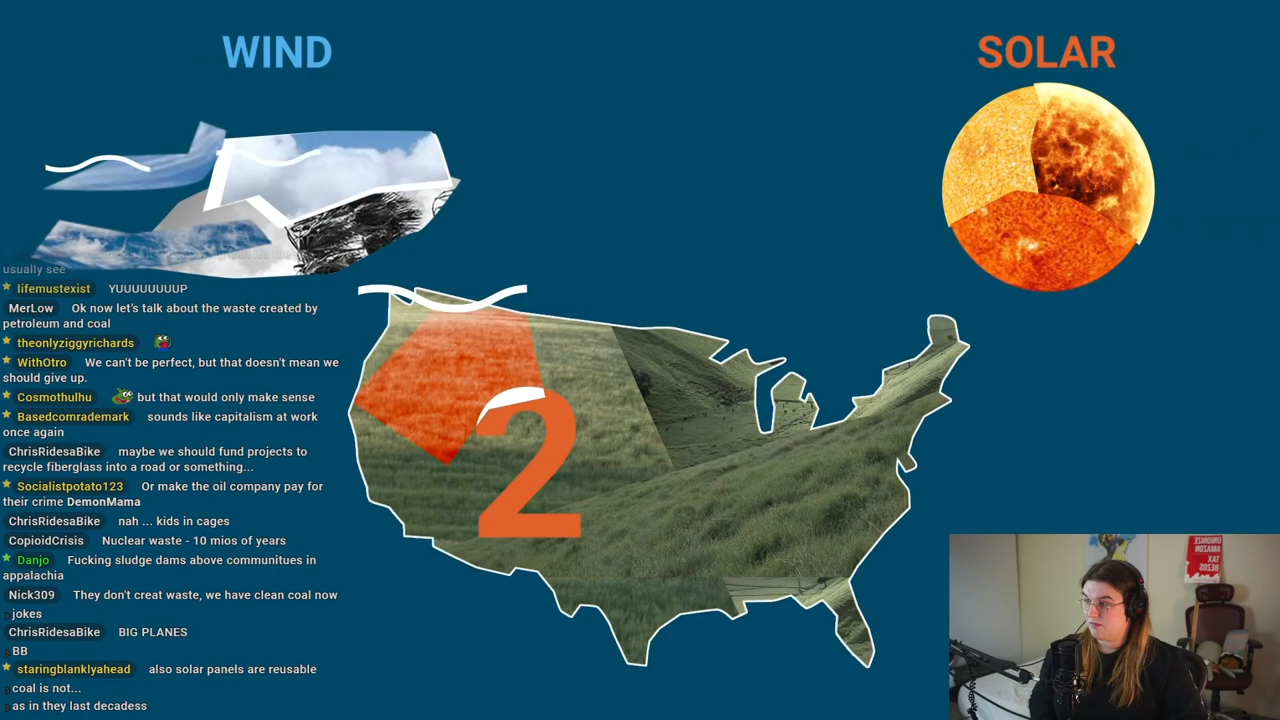 WIND
SOLAR
usually see
lifemustexist YUUUUUUUUP
MerLow Ok now let's talk about the waste created by
petroleum and coal
theonlyziggyrichards
WithOtro We can't be perfect, but that doesn't mean we
should give up.
Cosmothulhu but that would only make sense
Basedcomrademark sounds like capitalism at work
once again
ChrisRidesaBike maybe we should fund projects to
recycle fiberglass into a road or something...
Socialistpotato123 Or make the oil company pay for
their crime DemonMama
ChrisRidesaBike nah ... kids in cages
CopioidCrisis Nuclear waste - 10 mios of years
Danjo Fucking sludge dams above communitues in
appalachia
Nick309 They don't creat waste, we have clean coal now
jokes
ChrisRidesaBike BIG PLANES
BB
staringblanklyahead also solar panels are reusable
coal is not...
as in they last decadess
2
UNIONIZE
AMAZON
TAX
BEZOS